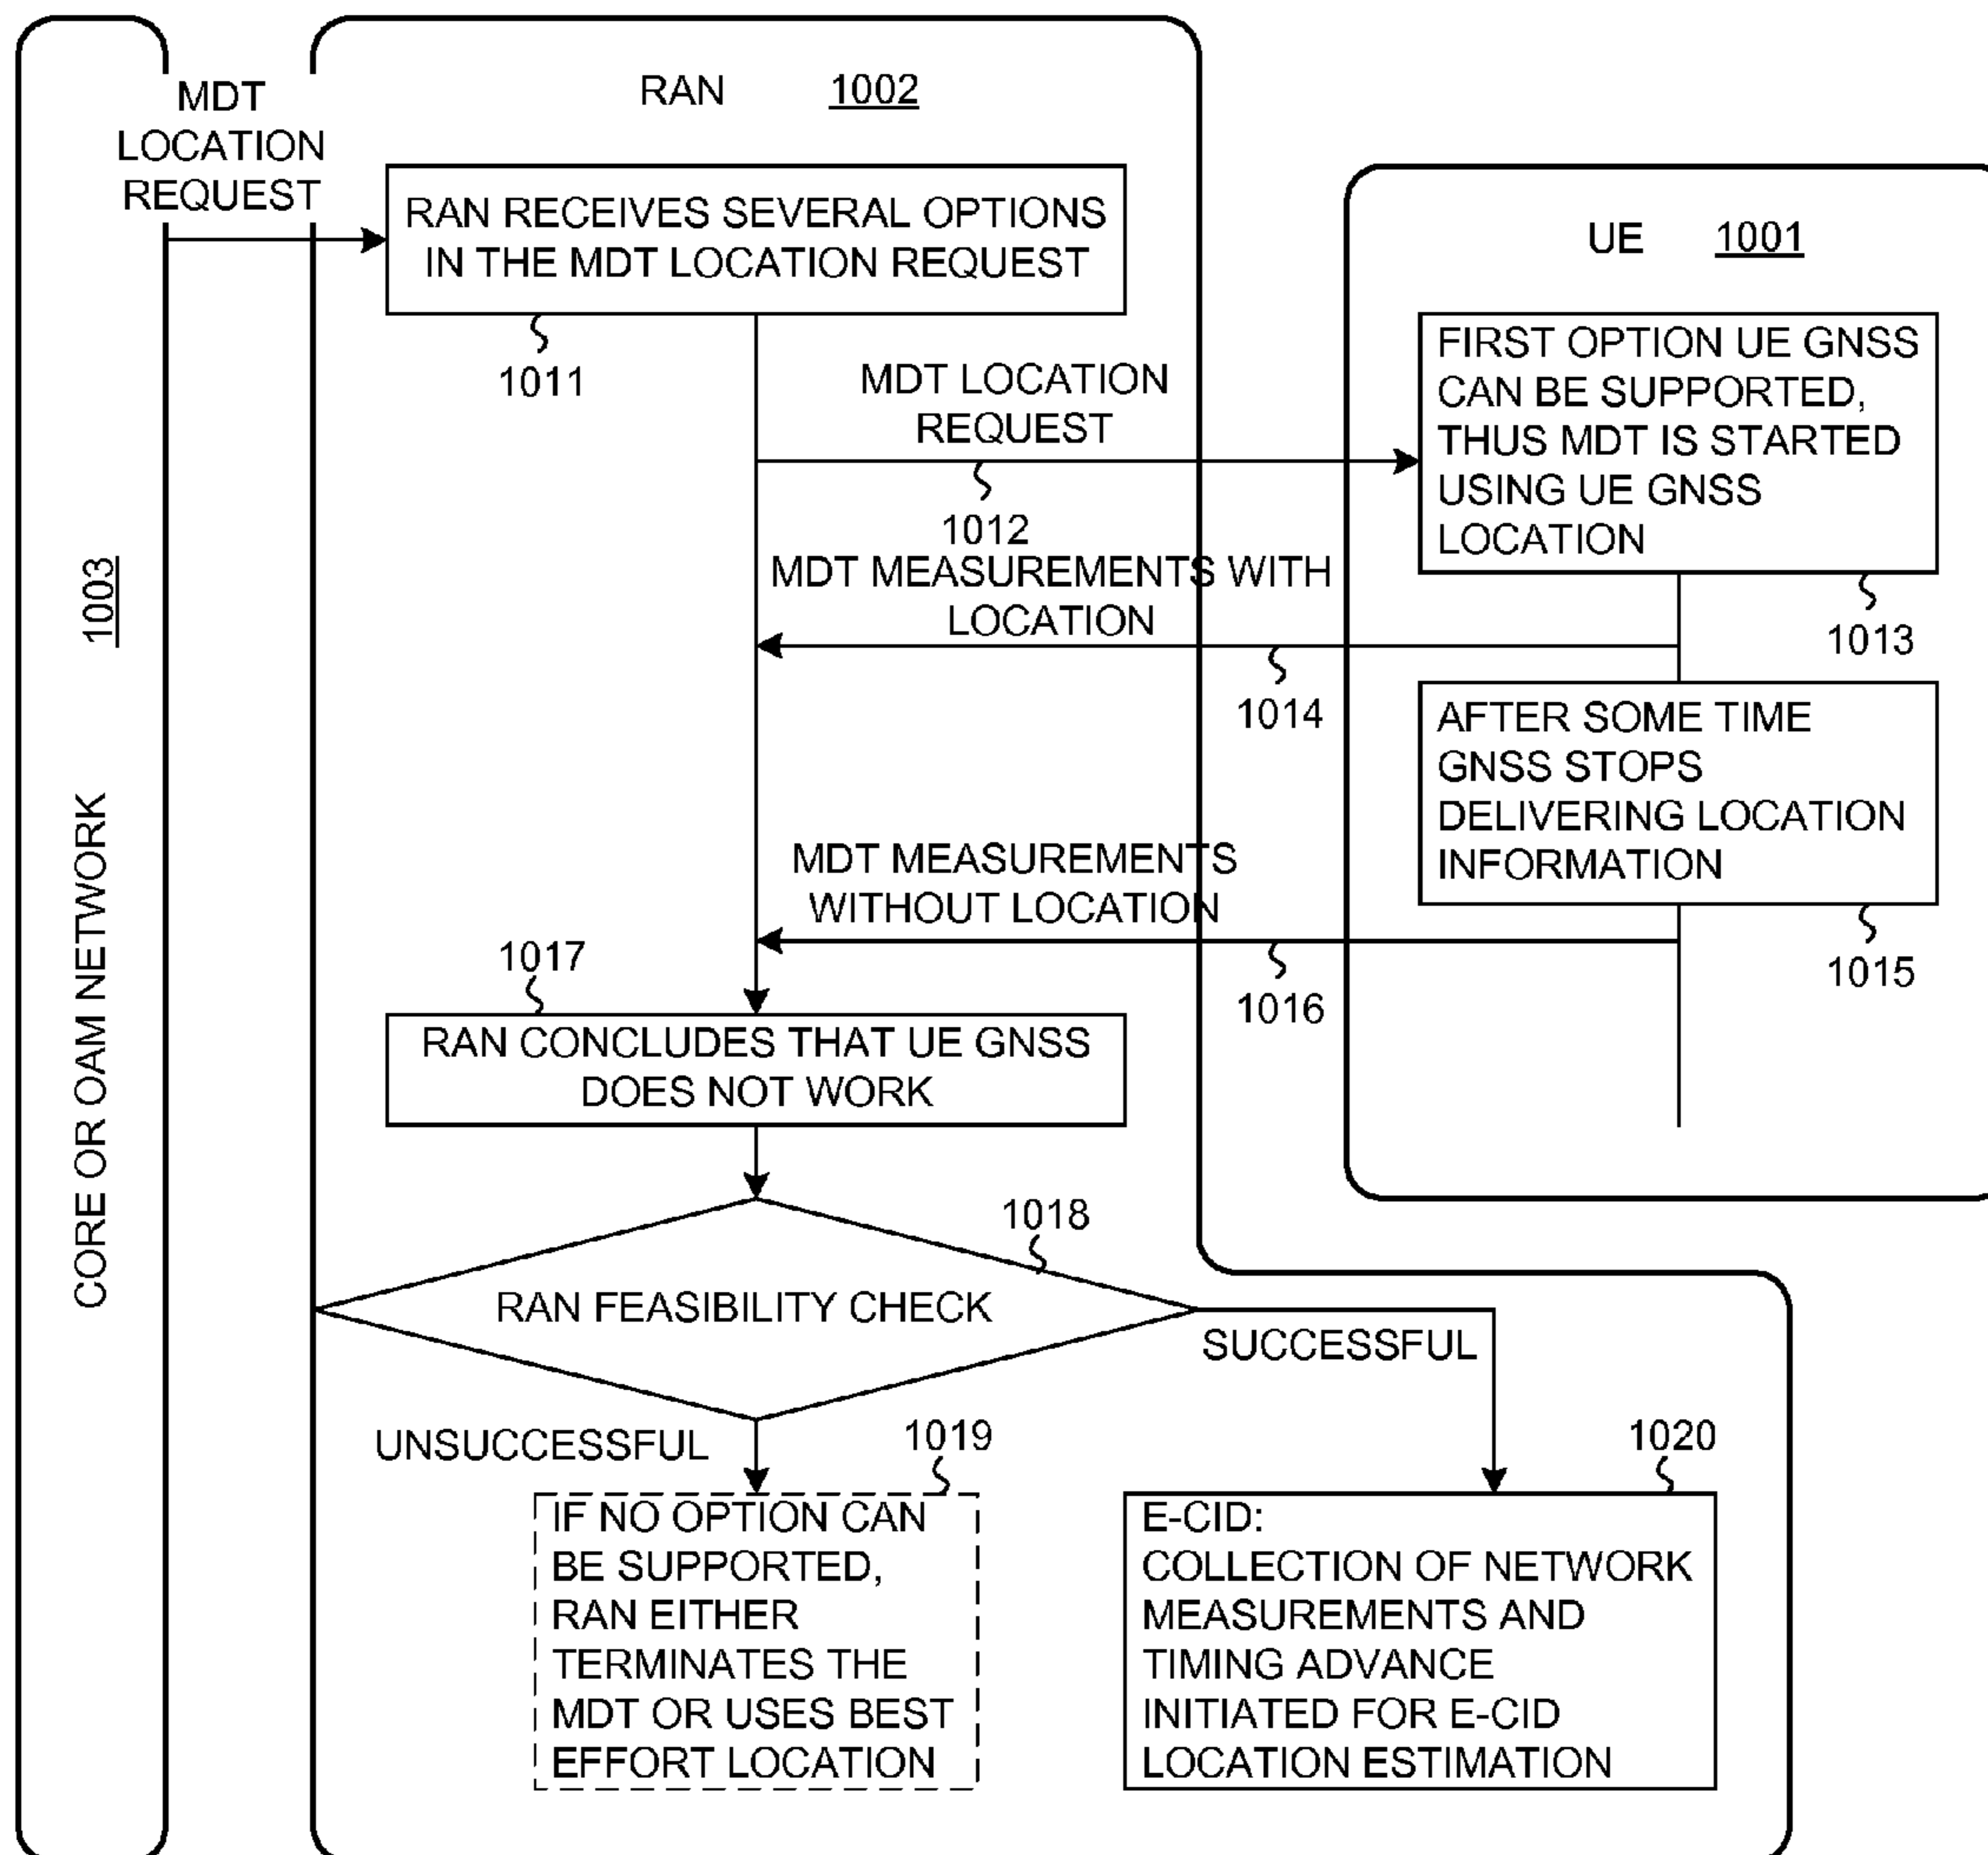 MDT
LOCATION
REQUEST
RAN 1002
RAN RECEIVES SEVERAL OPTIONS
IN THE MDT LOCATION REQUEST
1011
UE 1001
FIRST OPTION UE GNSS
CAN BE SUPPORTED,
THUS MDT IS STARTED
USING UE GNSS
LOCATION
1013
MDT LOCATION
REQUEST
1012
MDT MEASUREMENTS WITH
LOCATION
1014
AFTER SOME TIME
GNSS STOPS
DELIVERING LOCATION
INFORMATION
1015
MDT MEASUREMENTS
WITHOUT LOCATION
1016
CORE OR OAM NETWORK 1003
1017
RAN CONCLUDES THAT UE GNSS
DOES NOT WORK
1018
RAN FEASIBILITY CHECK
SUCCESSFUL
UNSUCCESSFUL
1019
IF NO OPTION CAN
BE SUPPORTED,
RAN EITHER
TERMINATES THE
MDT OR USES BEST
EFFORT LOCATION
1020
E-CID:
COLLECTION OF NETWORK
MEASUREMENTS AND
TIMING ADVANCE
INITIATED FOR E-CID
LOCATION ESTIMATION